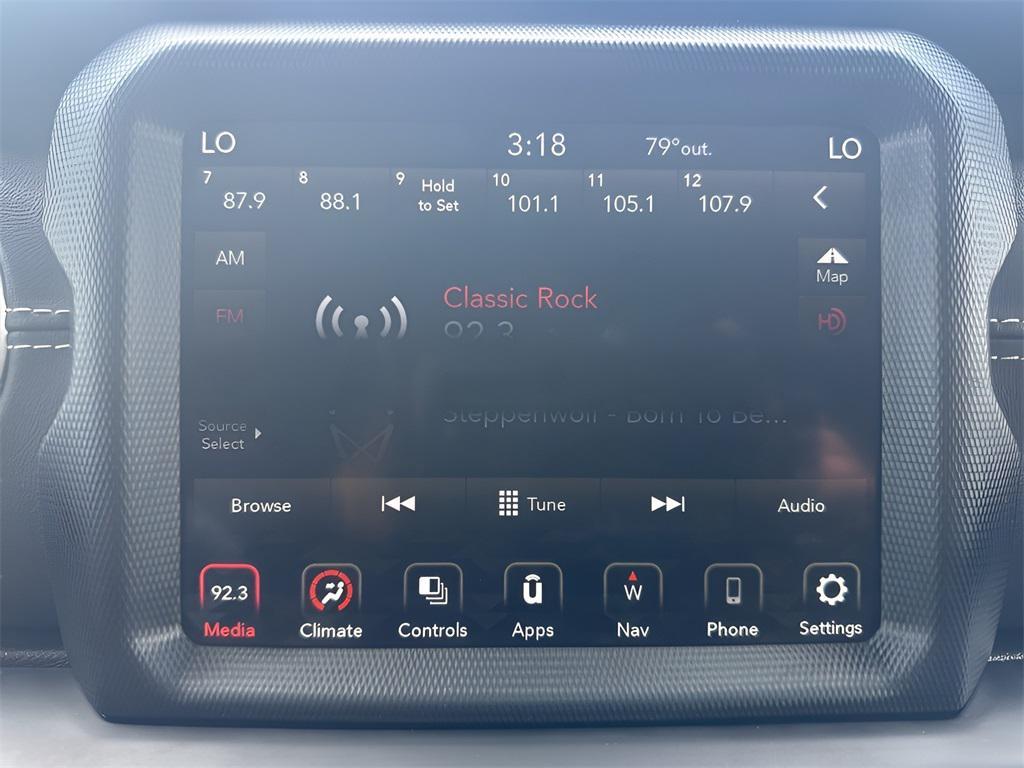 LO 3:18 79°out. LO
7 87.9 8 88.1 9 Hold to Set 10 101.1 11 105.1 12 107.9
AM
Map
Classic Rock
FM
HD
92.3
Steppenwolf - Born To Be...
Source
Select
Browse Tune Audio
92.3 W
Media Climate Controls Apps Nav Phone Settings